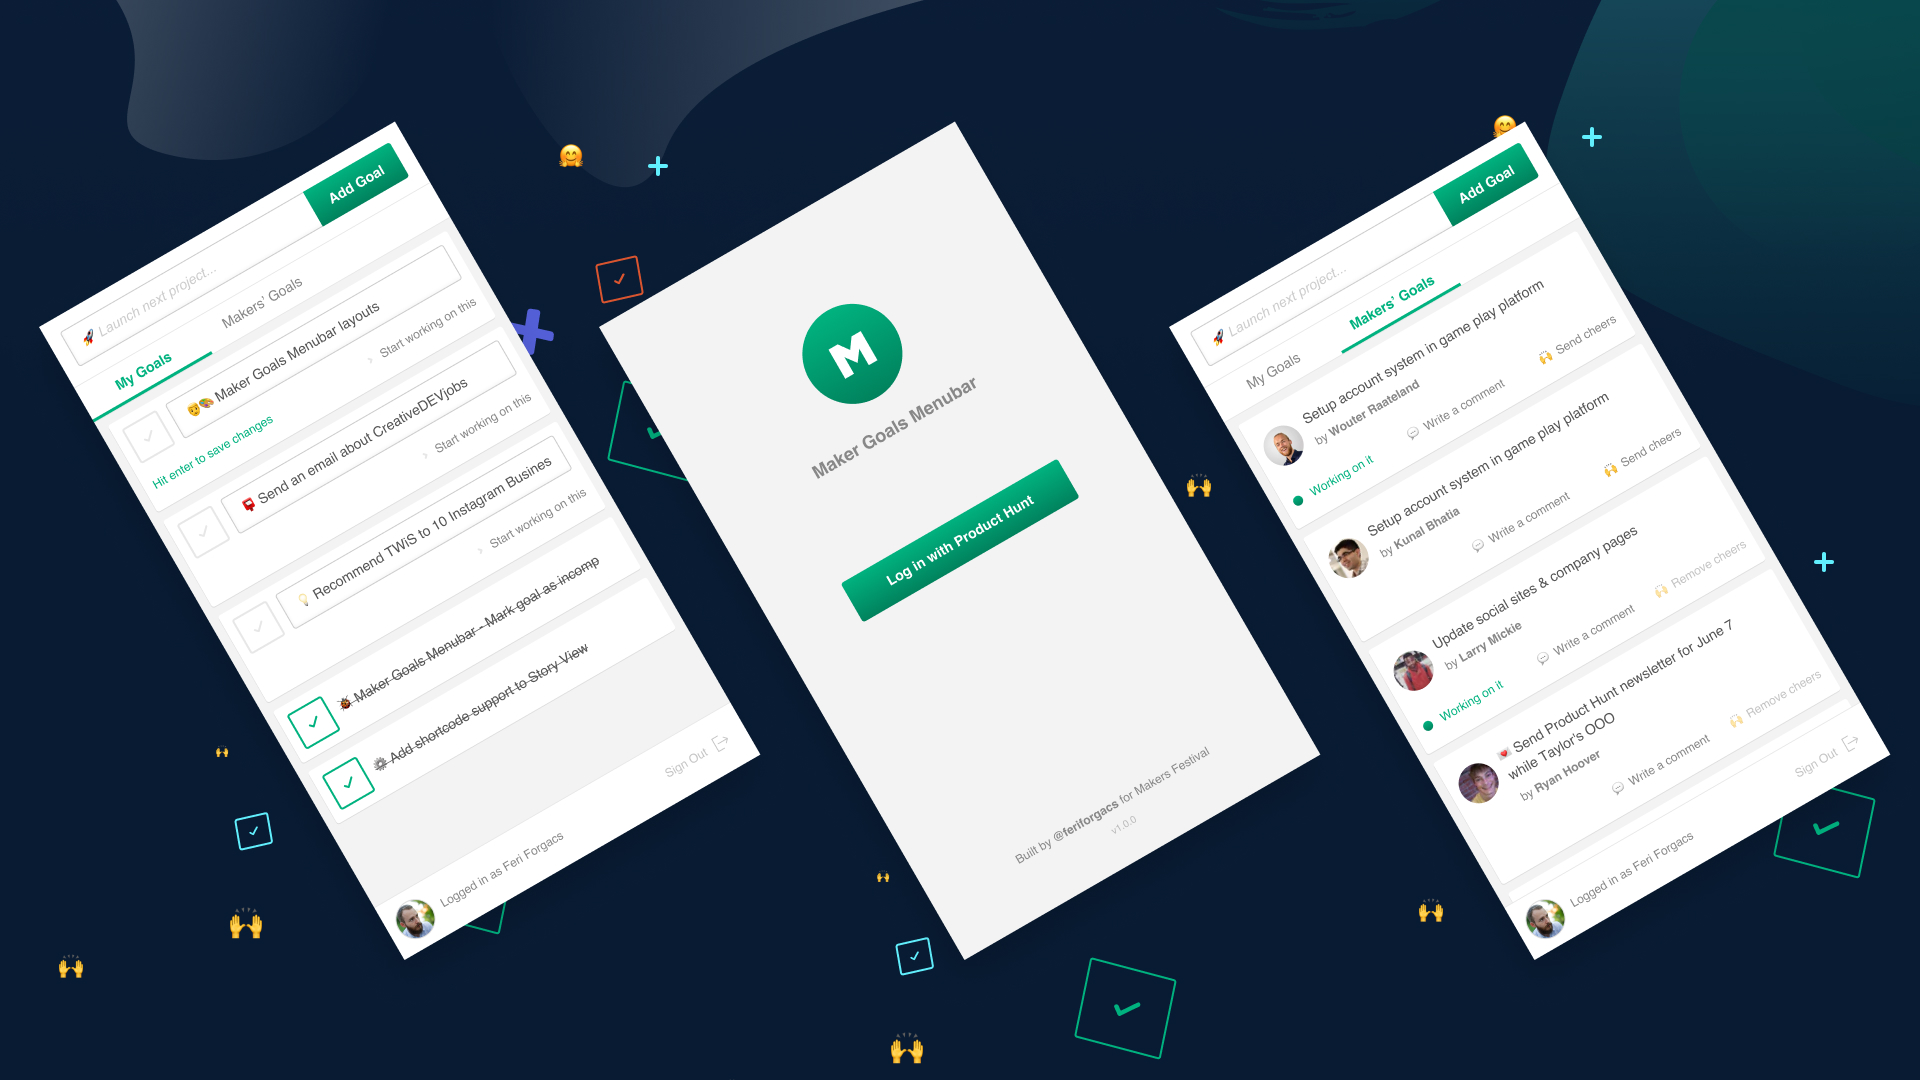 🚀 Launch next project...
Add Goal
My Goals
Makers' Goals
Maker Goals Menubar layouts
Hit enter to save changes
Start working on this
Send an email about CreativeDEVjobs
Start working on this
Recommend TWiS to 10 Instagram Busines
Start working on this
Maker Goals Menubar - Mark goal as incomp
Add shortcode support to Story View
Logged in as Feri Forgacs
Sign Out
M
Maker Goals Menubar
Log in with Product Hunt
Built by @feriforgacs for Makers Festival
v1.0.0
🚀 Launch next project...
Add Goal
My Goals
Makers' Goals
Setup account system in game play platform
by Wouter Raateland
Working on it
Write a comment
Send cheers
Setup account system in game play platform
by Kunal Bhatia
Write a comment
Send cheers
Update social sites & company pages
by Larry Mickie
Working on it
Write a comment
Remove cheers
Send Product Hunt newsletter for June 7
while Taylor's OOO
by Ryan Hoover
Write a comment
Remove cheers
Logged in as Feri Forgacs
Sign Out